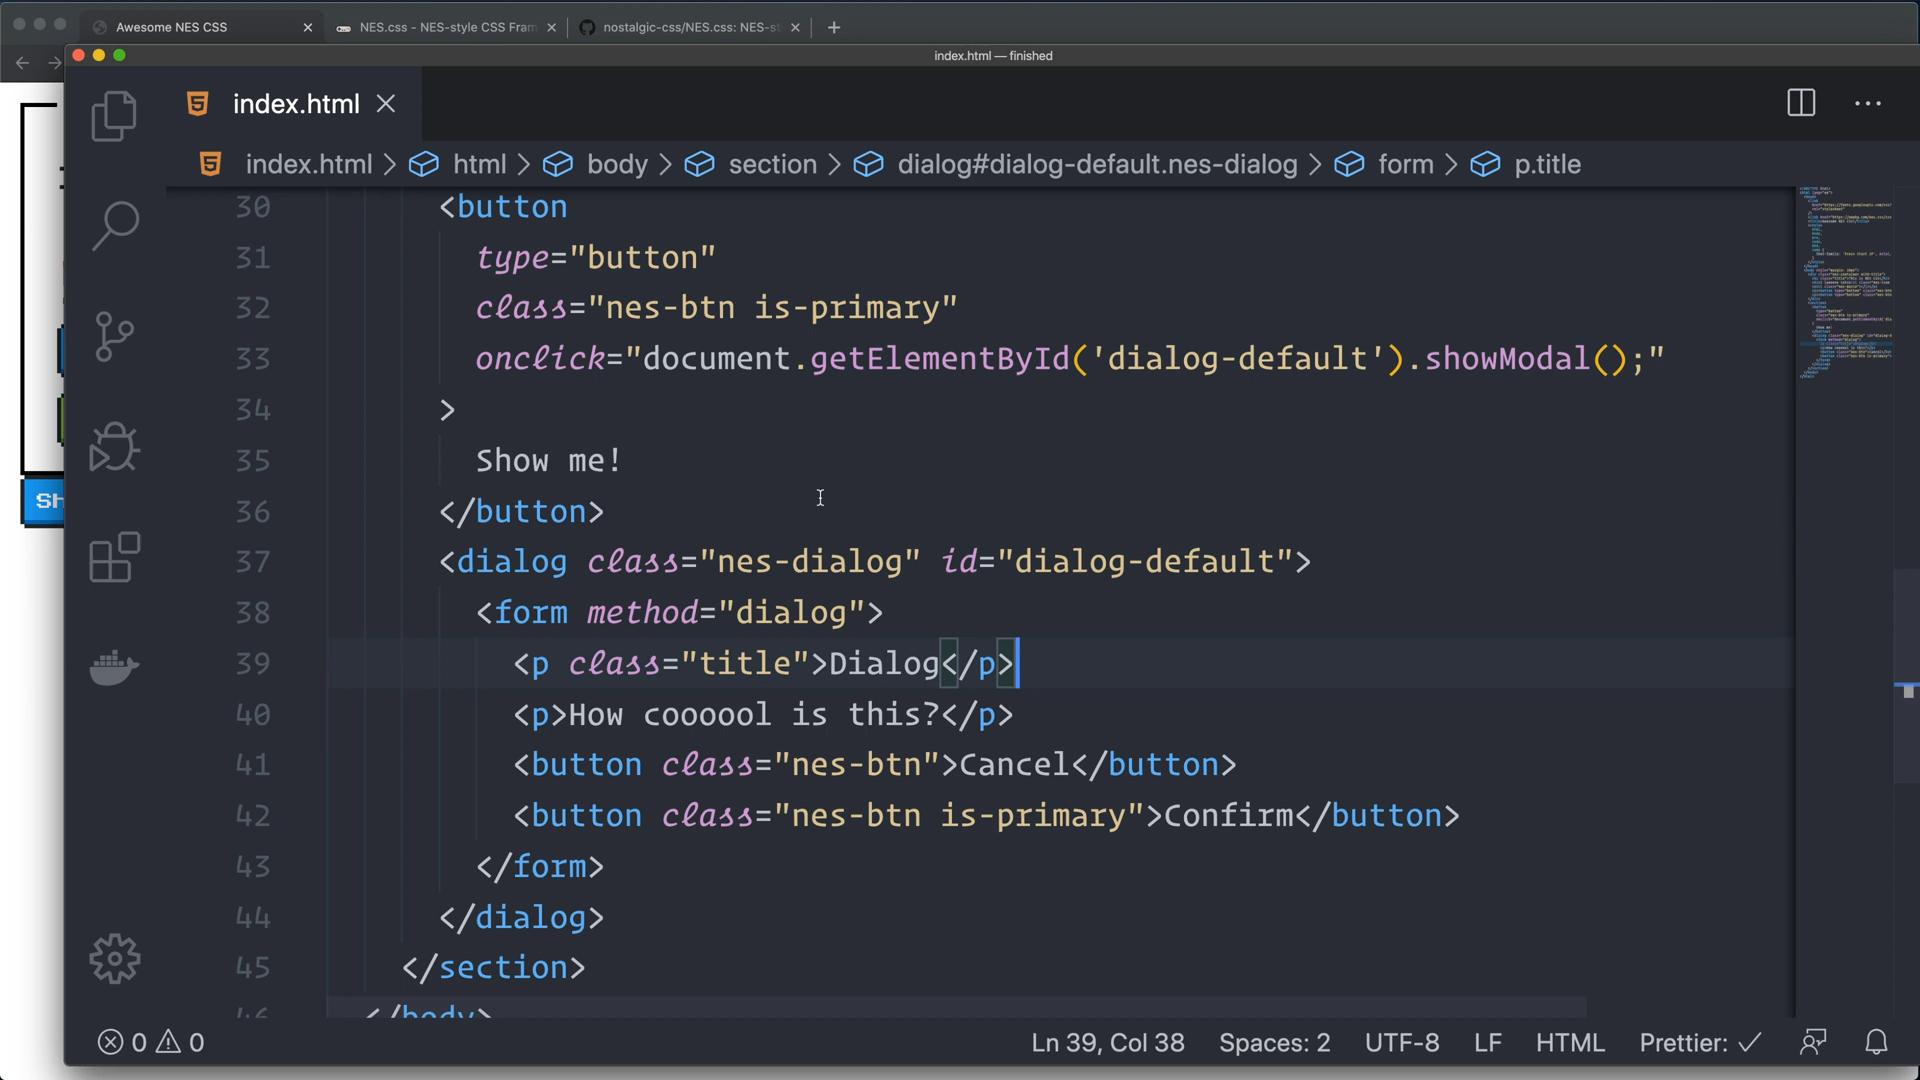 Awesome NES CSS
NES.css - NES-style CSS Fram
nostalgic-css/NES.css: NES-st
index.html — finished
index.html
index.html > html > body > section > dialog#dialog-default.nes-dialog > form > p.title
30 <button
31 type="button"
32 class="nes-btn is-primary"
33 onclick="document.getElementById('dialog-default').showModal();"
34 >
35 Show me!
36 </button>
37 <dialog class="nes-dialog" id="dialog-default">
38 <form method="dialog">
39 <p class="title">Dialog</p>
40 <p>How coooool is this?</p>
41 <button class="nes-btn">Cancel</button>
42 <button class="nes-btn is-primary">Confirm</button>
43 </form>
44 </dialog>
45 </section>
46 </body>
Sh
0 0 Ln 39, Col 38 Spaces: 2 UTF-8 LF HTML Prettier: ✓